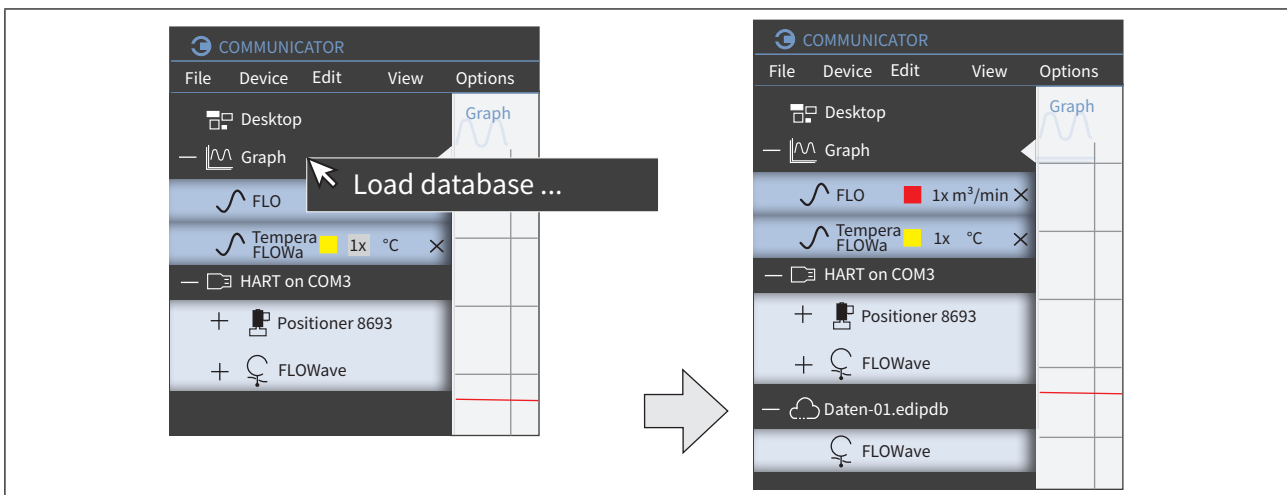 COMMUNICATOR
File Device Edit View Options
Desktop
Graph
Graph
Load database ...
FLO
Tempera
FLOWa
1x °C
HART on COM3
Positioner 8693
FLOWave
COMMUNICATOR
File Device Edit View Options
Desktop
Graph
Graph
FLO 1x m³/min
Tempera
FLOWa
1x °C
HART on COM3
Positioner 8693
FLOWave
Daten-01.edipdb
FLOWave